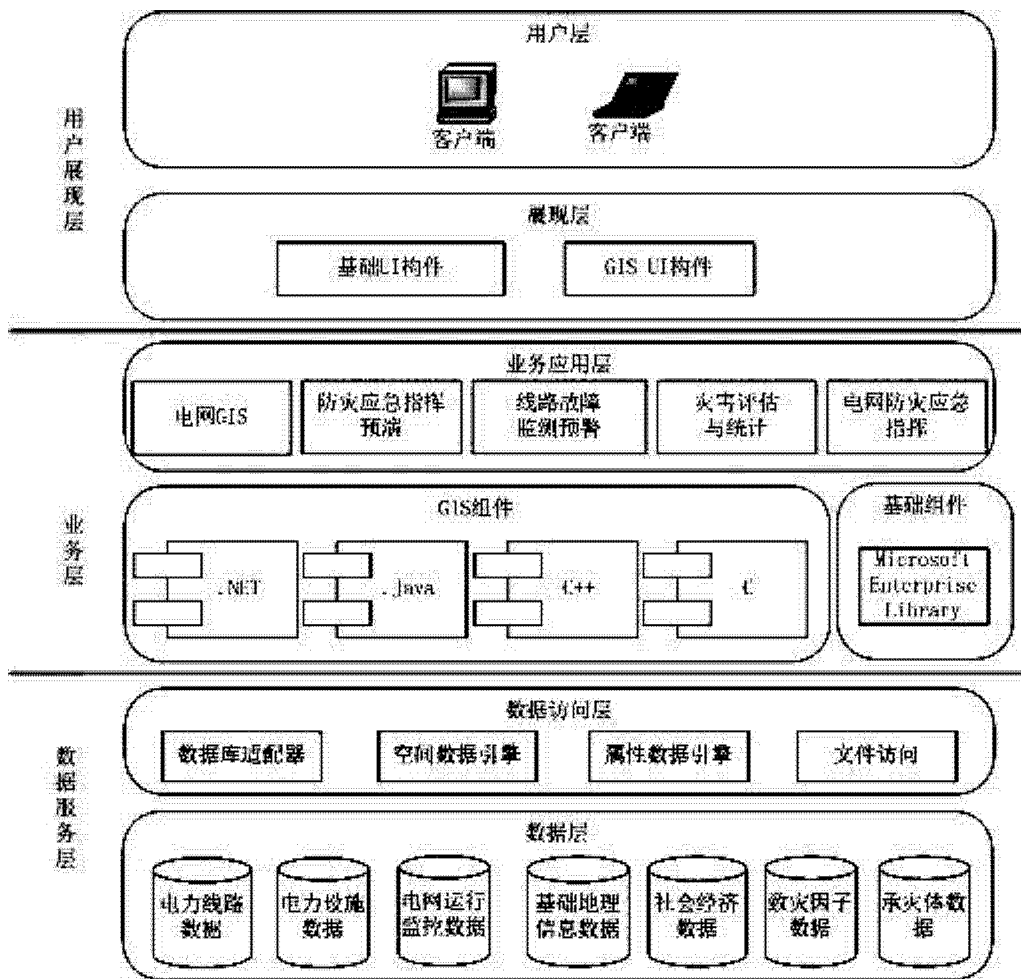 用户展现层
用户层
客户端
客户端
展现层
基础UI构件
GIS UI构件
业务层
业务应用层
电网GIS
防灾应急指挥
预演
线路故障
监测预警
灾害评估
与统计
电网防灾应急
指挥
GIS组件
.NET
.Java
C++
C
基础组件
Microsoft
Enterprise
Library
数据服务层
数据访问层
数据库适配器
空间数据引擎
属性数据引擎
文件访问
数据层
电力线路
数据
电力设施
数据
电网运行
监控数据
基础地理
信息数据
社会经济
数据
致灾因子
数据
承灾体数
据